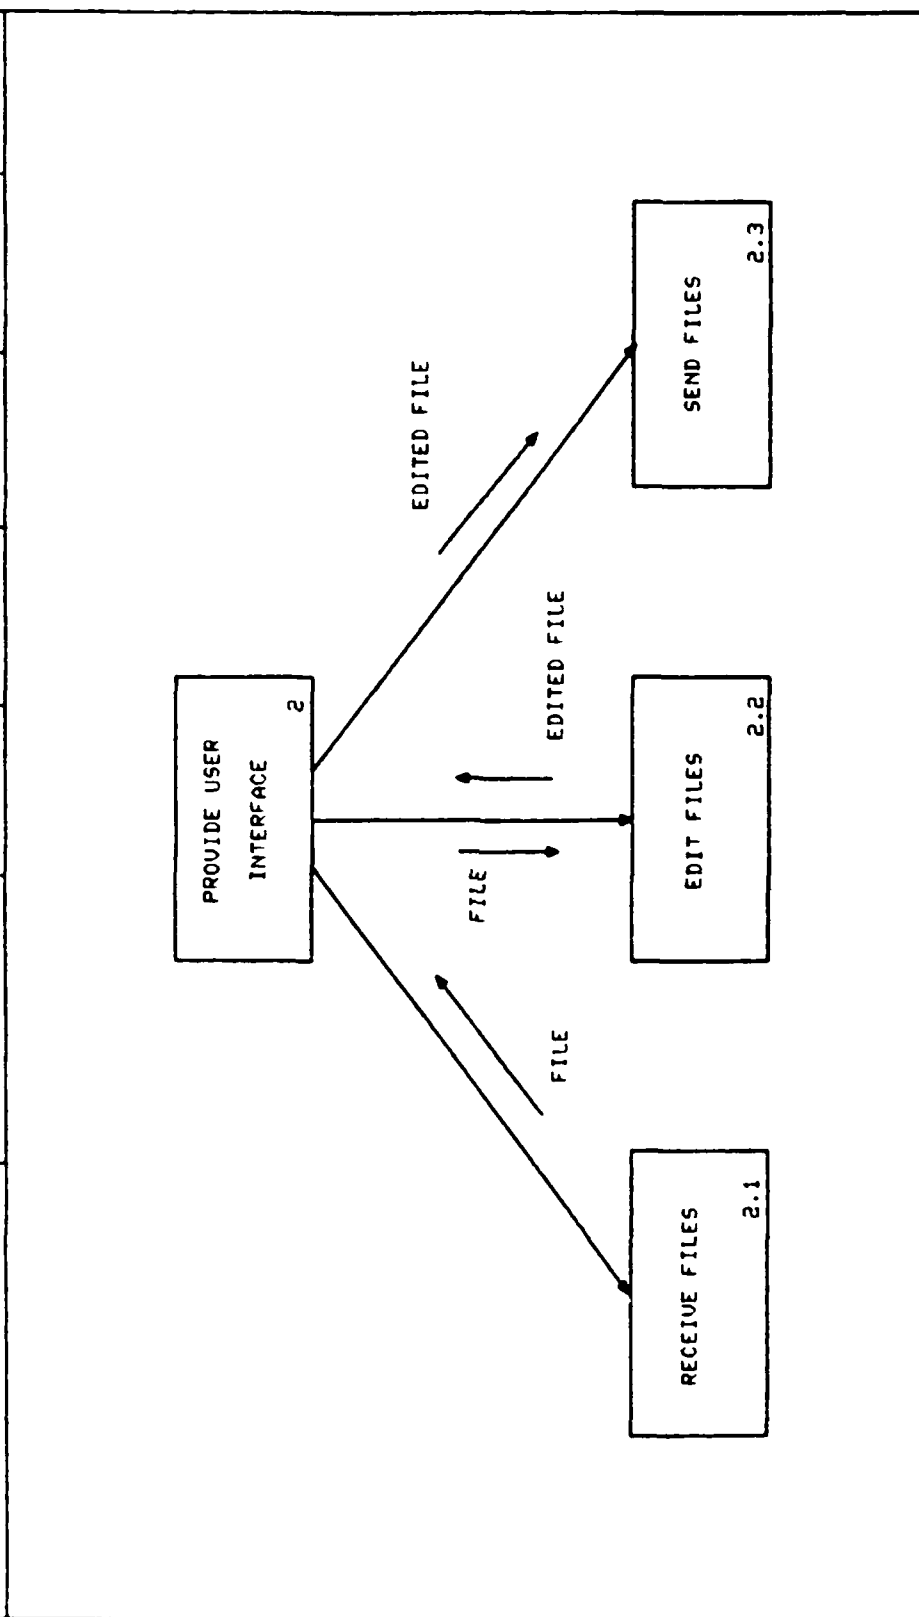 PROVIDE USER
INTERFACE
2
FILE
FILE
EDITED FILE
EDITED FILE
RECEIVE FILES
2.1
EDIT FILES
2.2
SEND FILES
2.3